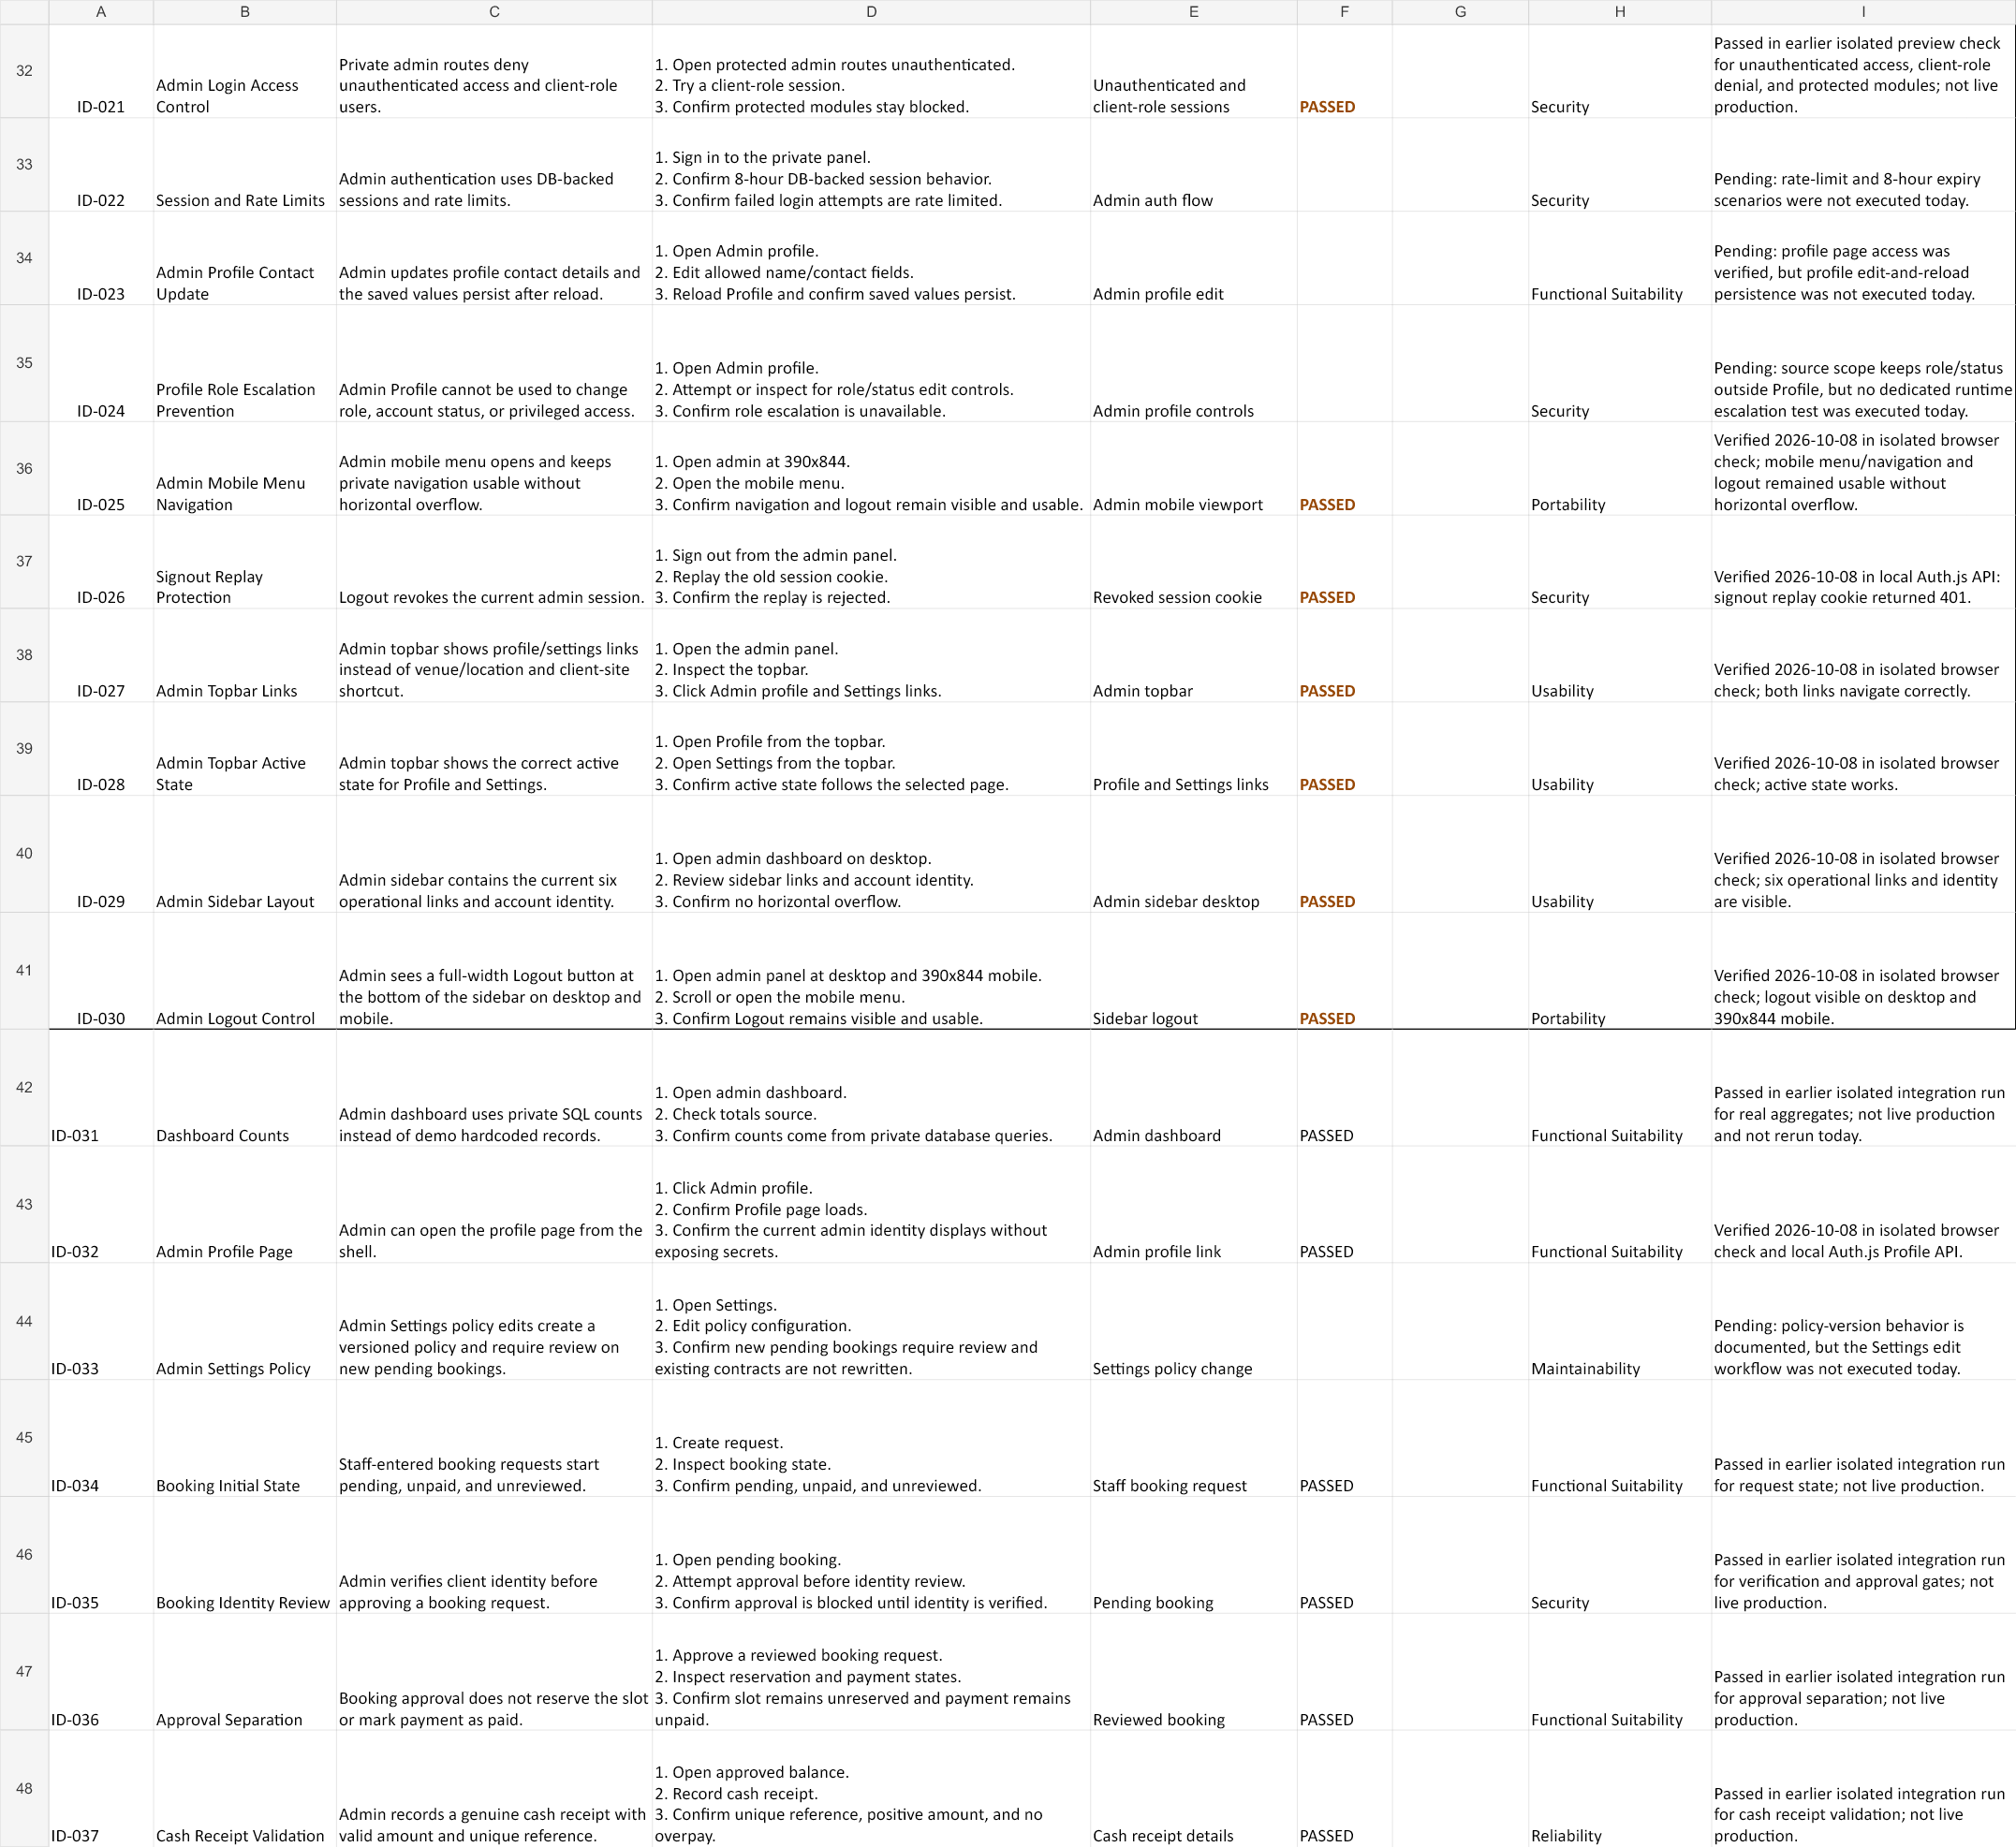 A B C D E F G H I
32
ID-021
Admin Login Access
Control
Private admin routes deny
unauthenticated access and client-role
users.
1. Open protected admin routes unauthenticated.
2. Try a client-role session.
3. Confirm protected modules stay blocked.
Unauthenticated and
client-role sessions
PASSED
Security
Passed in earlier isolated preview check
for unauthenticated access, client-role
denial, and protected modules; not live
production.
33
ID-022
Session and Rate Limits
Admin authentication uses DB-backed
sessions and rate limits.
1. Sign in to the private panel.
2. Confirm 8-hour DB-backed session behavior.
3. Confirm failed login attempts are rate limited.
Admin auth flow
Security
Pending: rate-limit and 8-hour expiry
scenarios were not executed today.
34
ID-023
Admin Profile Contact
Update
Admin updates profile contact details and
the saved values persist after reload.
1. Open Admin profile.
2. Edit allowed name/contact fields.
3. Reload Profile and confirm saved values persist.
Admin profile edit
Functional Suitability
Pending: profile page access was
verified, but profile edit-and-reload
persistence was not executed today.
35
ID-024
Profile Role Escalation
Prevention
Admin Profile cannot be used to change
role, account status, or privileged access.
1. Open Admin profile.
2. Attempt or inspect for role/status edit controls.
3. Confirm role escalation is unavailable.
Admin profile controls
Security
Pending: source scope keeps role/status
outside Profile, but no dedicated runtime
escalation test was executed today.
36
ID-025
Admin Mobile Menu
Navigation
Admin mobile menu opens and keeps
private navigation usable without
horizontal overflow.
1. Open admin at 390x844.
2. Open the mobile menu.
3. Confirm navigation and logout remain visible and usable.
Admin mobile viewport
PASSED
Portability
Verified 2026-10-08 in isolated browser
check; mobile menu/navigation and
logout remained usable without
horizontal overflow.
37
ID-026
Signout Replay
Protection
Logout revokes the current admin session.
1. Sign out from the admin panel.
2. Replay the old session cookie.
3. Confirm the replay is rejected.
Revoked session cookie
PASSED
Security
Verified 2026-10-08 in local Auth.js API:
signout replay cookie returned 401.
38
ID-027
Admin Topbar Links
Admin topbar shows profile/settings links
instead of venue/location and client-site
shortcut.
1. Open the admin panel.
2. Inspect the topbar.
3. Click Admin profile and Settings links.
Admin topbar
PASSED
Usability
Verified 2026-10-08 in isolated browser
check; both links navigate correctly.
39
ID-028
Admin Topbar Active
State
Admin topbar shows the correct active
state for Profile and Settings.
1. Open Profile from the topbar.
2. Open Settings from the topbar.
3. Confirm active state follows the selected page.
Profile and Settings links
PASSED
Usability
Verified 2026-10-08 in isolated browser
check; active state works.
40
ID-029
Admin Sidebar Layout
Admin sidebar contains the current six
operational links and account identity.
1. Open admin dashboard on desktop.
2. Review sidebar links and account identity.
3. Confirm no horizontal overflow.
Admin sidebar desktop
PASSED
Usability
Verified 2026-10-08 in isolated browser
check; six operational links and identity
are visible.
41
ID-030
Admin Logout Control
Admin sees a full-width Logout button at
the bottom of the sidebar on desktop and
mobile.
1. Open admin panel at desktop and 390x844 mobile.
2. Scroll or open the mobile menu.
3. Confirm Logout remains visible and usable.
Sidebar logout
PASSED
Portability
Verified 2026-10-08 in isolated browser
check; logout visible on desktop and
390x844 mobile.
42
ID-031
Dashboard Counts
Admin dashboard uses private SQL counts
instead of demo hardcoded records.
1. Open admin dashboard.
2. Check totals source.
3. Confirm counts come from private database queries.
Admin dashboard
PASSED
Functional Suitability
Passed in earlier isolated integration run
for real aggregates; not live production
and not rerun today.
43
ID-032
Admin Profile Page
Admin can open the profile page from the
shell.
1. Click Admin profile.
2. Confirm Profile page loads.
3. Confirm the current admin identity displays without
exposing secrets.
Admin profile link
PASSED
Functional Suitability
Verified 2026-10-08 in isolated browser
check and local Auth.js Profile API.
44
ID-033
Admin Settings Policy
Admin Settings policy edits create a
versioned policy and require review on
new pending bookings.
1. Open Settings.
2. Edit policy configuration.
3. Confirm new pending bookings require review and
existing contracts are not rewritten.
Settings policy change
Maintainability
Pending: policy-version behavior is
documented, but the Settings edit
workflow was not executed today.
45
ID-034
Booking Initial State
Staff-entered booking requests start
pending, unpaid, and unreviewed.
1. Create request.
2. Inspect booking state.
3. Confirm pending, unpaid, and unreviewed.
Staff booking request
PASSED
Functional Suitability
Passed in earlier isolated integration run
for request state; not live production.
46
ID-035
Booking Identity Review
Admin verifies client identity before
approving a booking request.
1. Open pending booking.
2. Attempt approval before identity review.
3. Confirm approval is blocked until identity is verified.
Pending booking
PASSED
Security
Passed in earlier isolated integration run
for verification and approval gates; not
live production.
47
ID-036
Approval Separation
Booking approval does not reserve the slot
or mark payment as paid.
1. Approve a reviewed booking request.
2. Inspect reservation and payment states.
3. Confirm slot remains unreserved and payment remains
unpaid.
Reviewed booking
PASSED
Functional Suitability
Passed in earlier isolated integration run
for approval separation; not live
production.
48
ID-037
Cash Receipt Validation
Admin records a genuine cash receipt with
valid amount and unique reference.
1. Open approved balance.
2. Record cash receipt.
3. Confirm unique reference, positive amount, and no
overpay.
Cash receipt details
PASSED
Reliability
Passed in earlier isolated integration run
for cash receipt validation; not live
production.